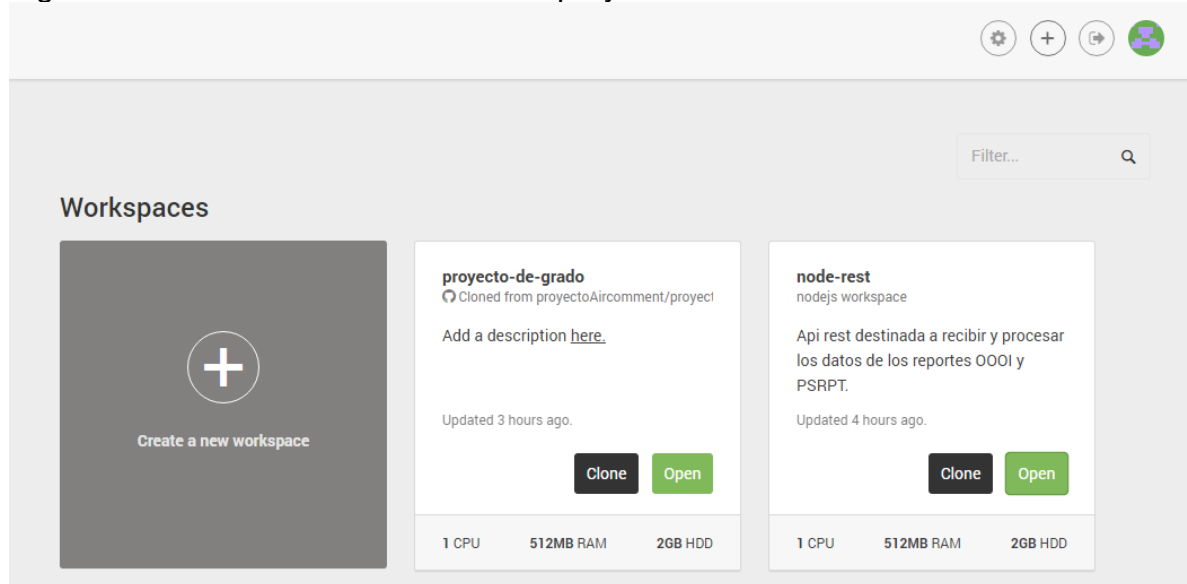 Filter...
Workspaces
Create a new workspace
proyecto-de-grado
Cloned from proyectoAircomment/proyect
Add a description here.
Updated 3 hours ago.
Clone
Open
1 CPU
512MB RAM
2GB HDD
node-rest
nodejs workspace
Api rest destinada a recibir y procesar
los datos de los reportes OOOI y
PSRPT.
Updated 4 hours ago.
Clone
Open
1 CPU
512MB RAM
2GB HDD